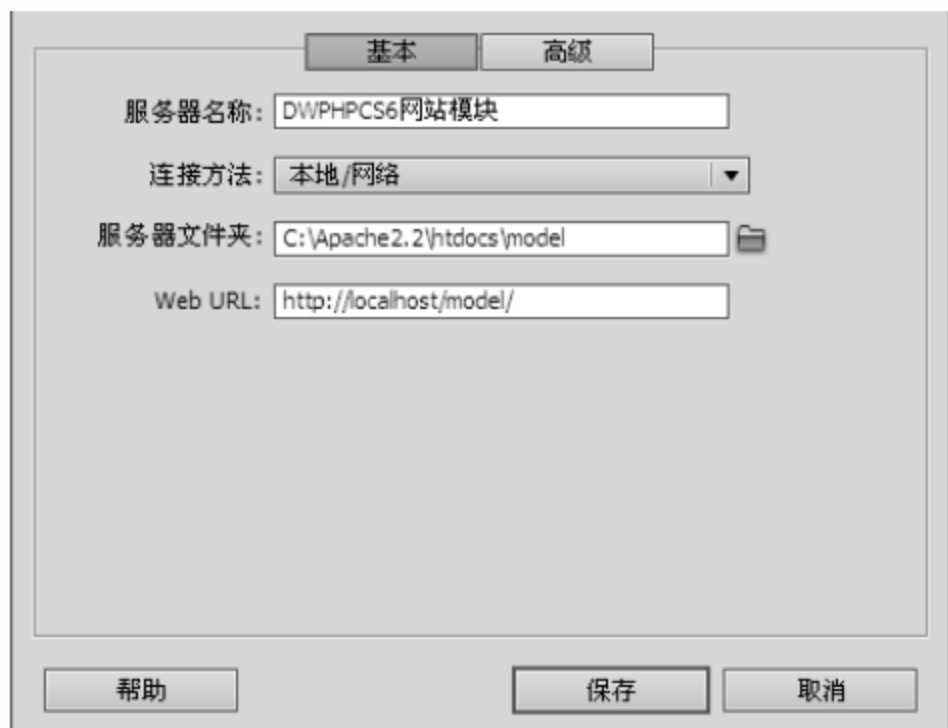 基本 高级
服务器名称: DWPHPCS6网站模块
连接方法: 本地/网络
服务器文件夹: C:\Apache2.2\htdocs\model
Web URL: http://localhost/model/
帮助 保存 取消